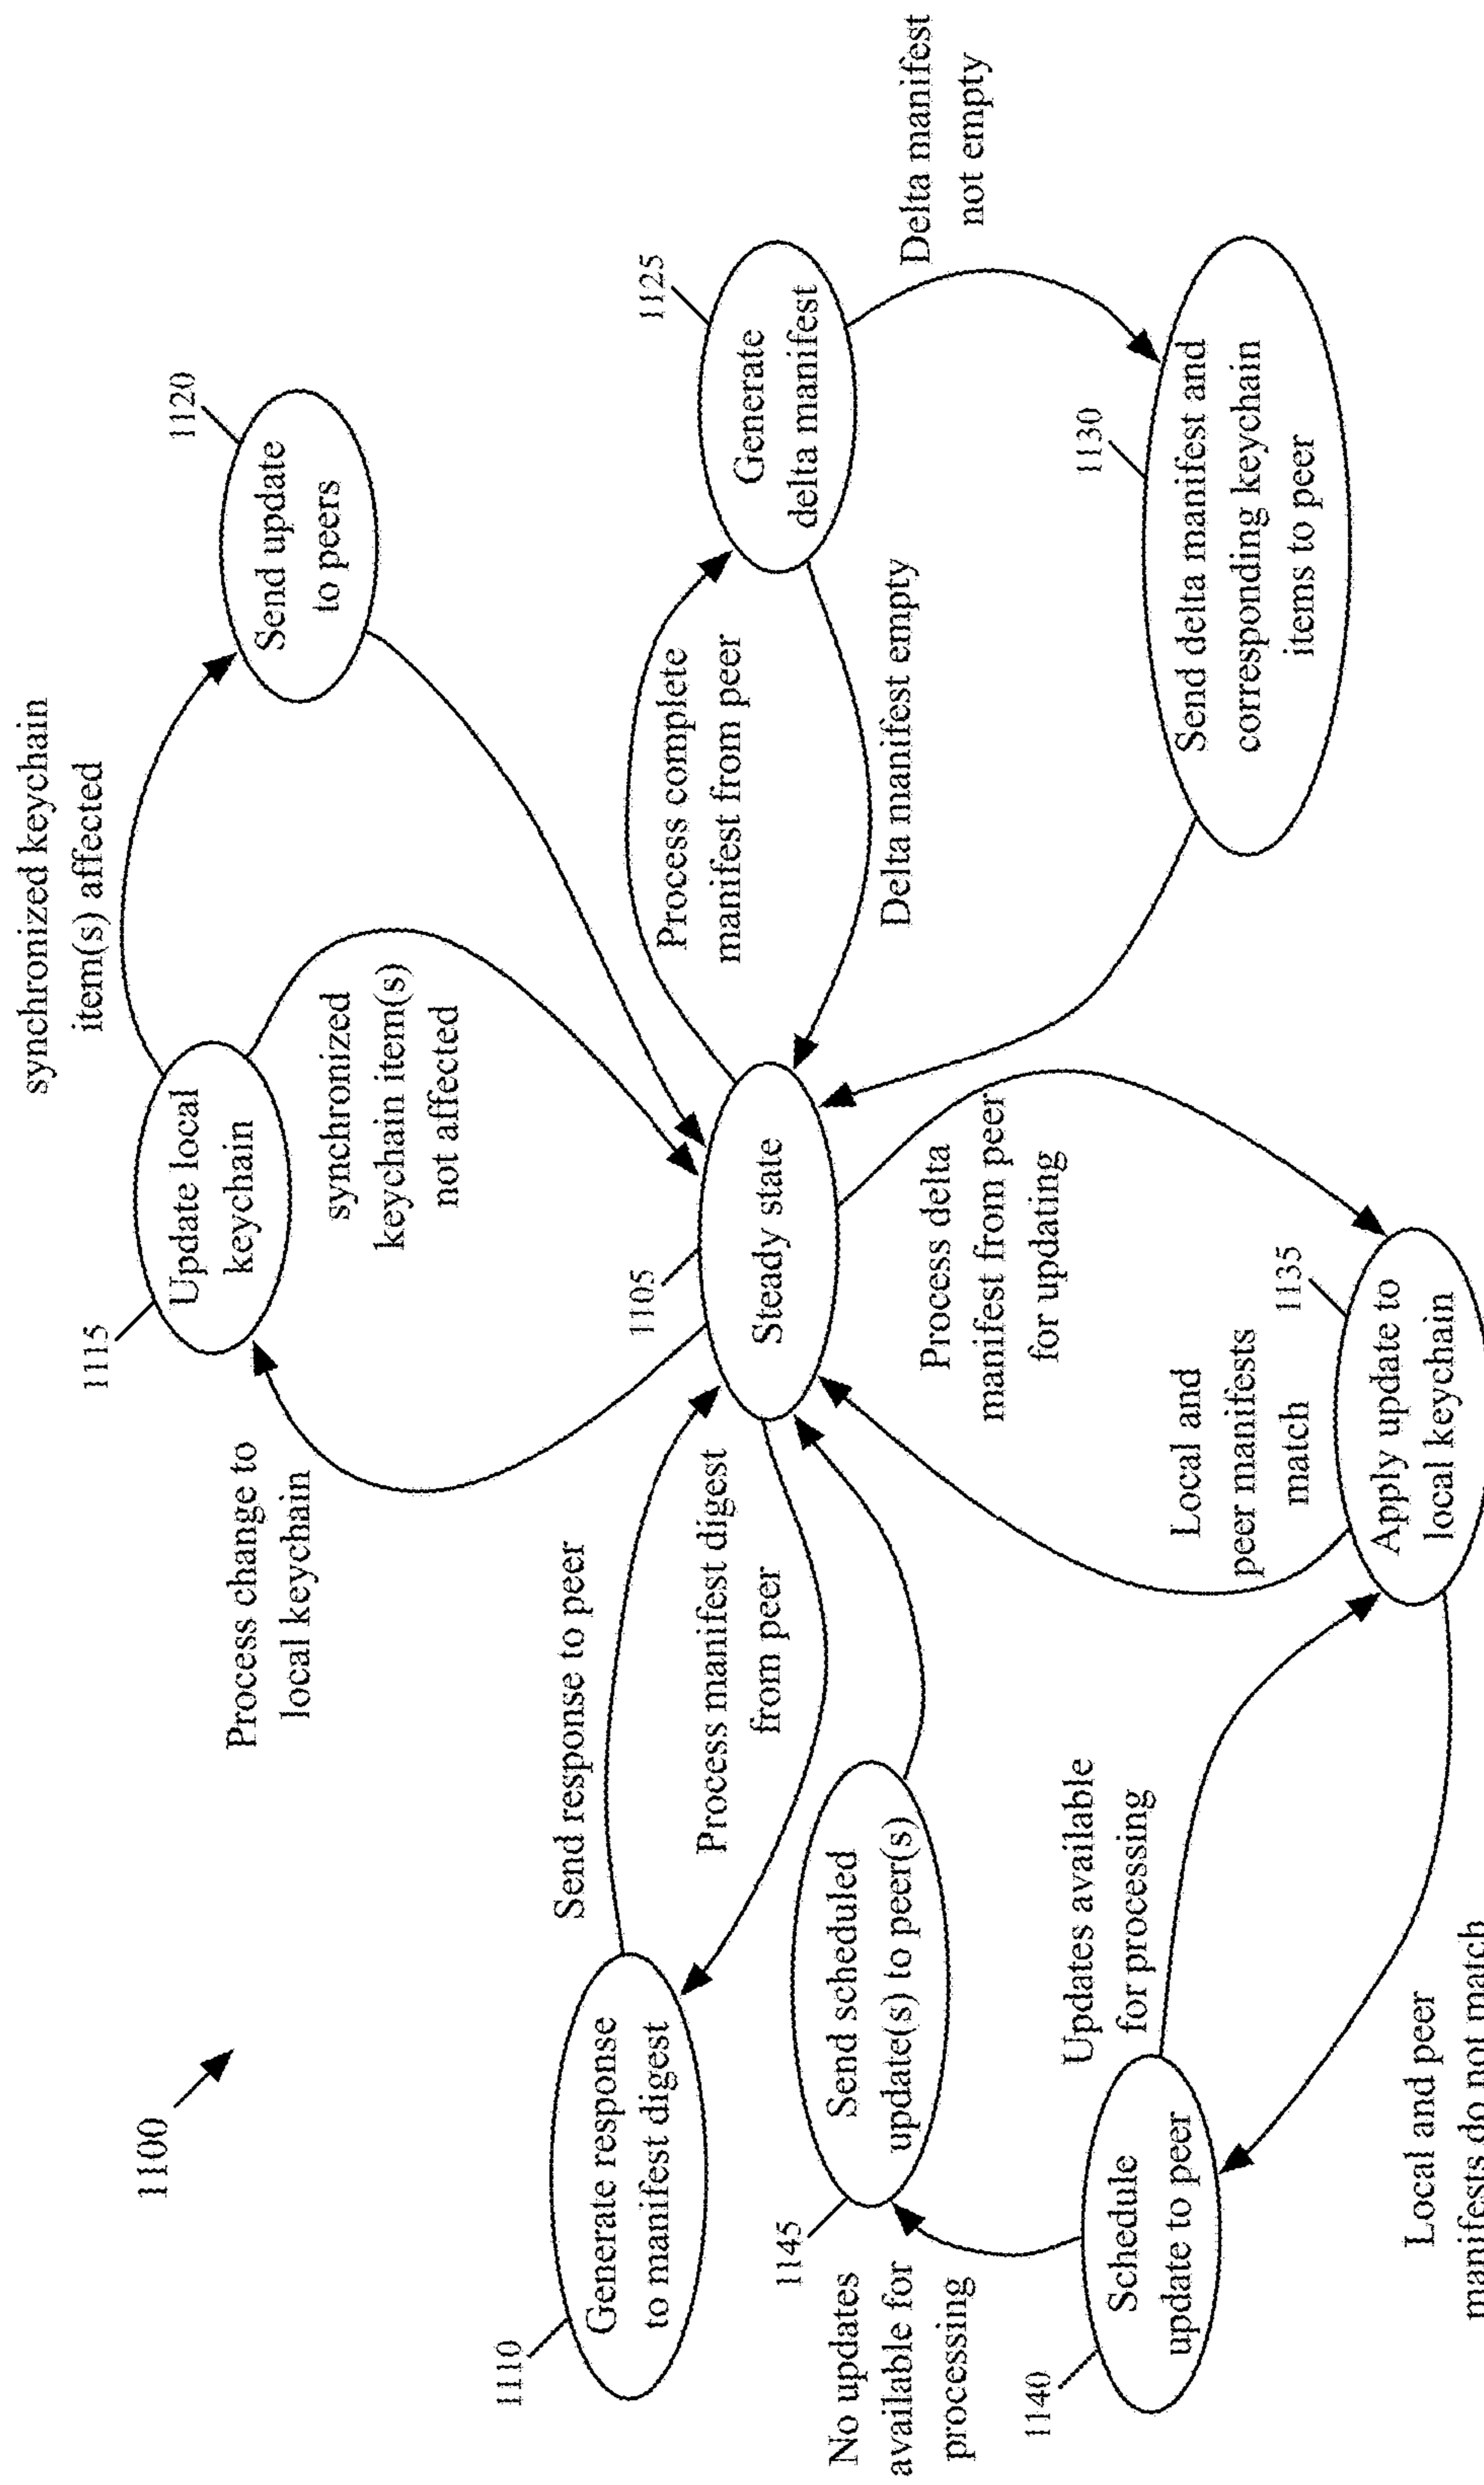 1100
synchronized keychain
item(s) affected
1115
Update local
keychain
1120
Send update
to peers
Process change to
local keychain
synchronized
keychain item(s)
not affected
1110
Generate response
to manifest digest
Send response to peer
Process manifest digest
from peer
1105
Steady state
Process complete
manifest from peer
1125
Generate
delta manifest
Delta manifest empty
Delta manifest
not empty
1145
Send scheduled
update(s) to peer(s)
No updates
available for
processing
Process delta
manifest from peer
for updating
1130
Send delta manifest and
corresponding keychain
items to peer
1140
Schedule
update to peer
Updates available
for processing
Local and
peer manifests
match
1135
Apply update to
local keychain
Local and peer
manifests do not match